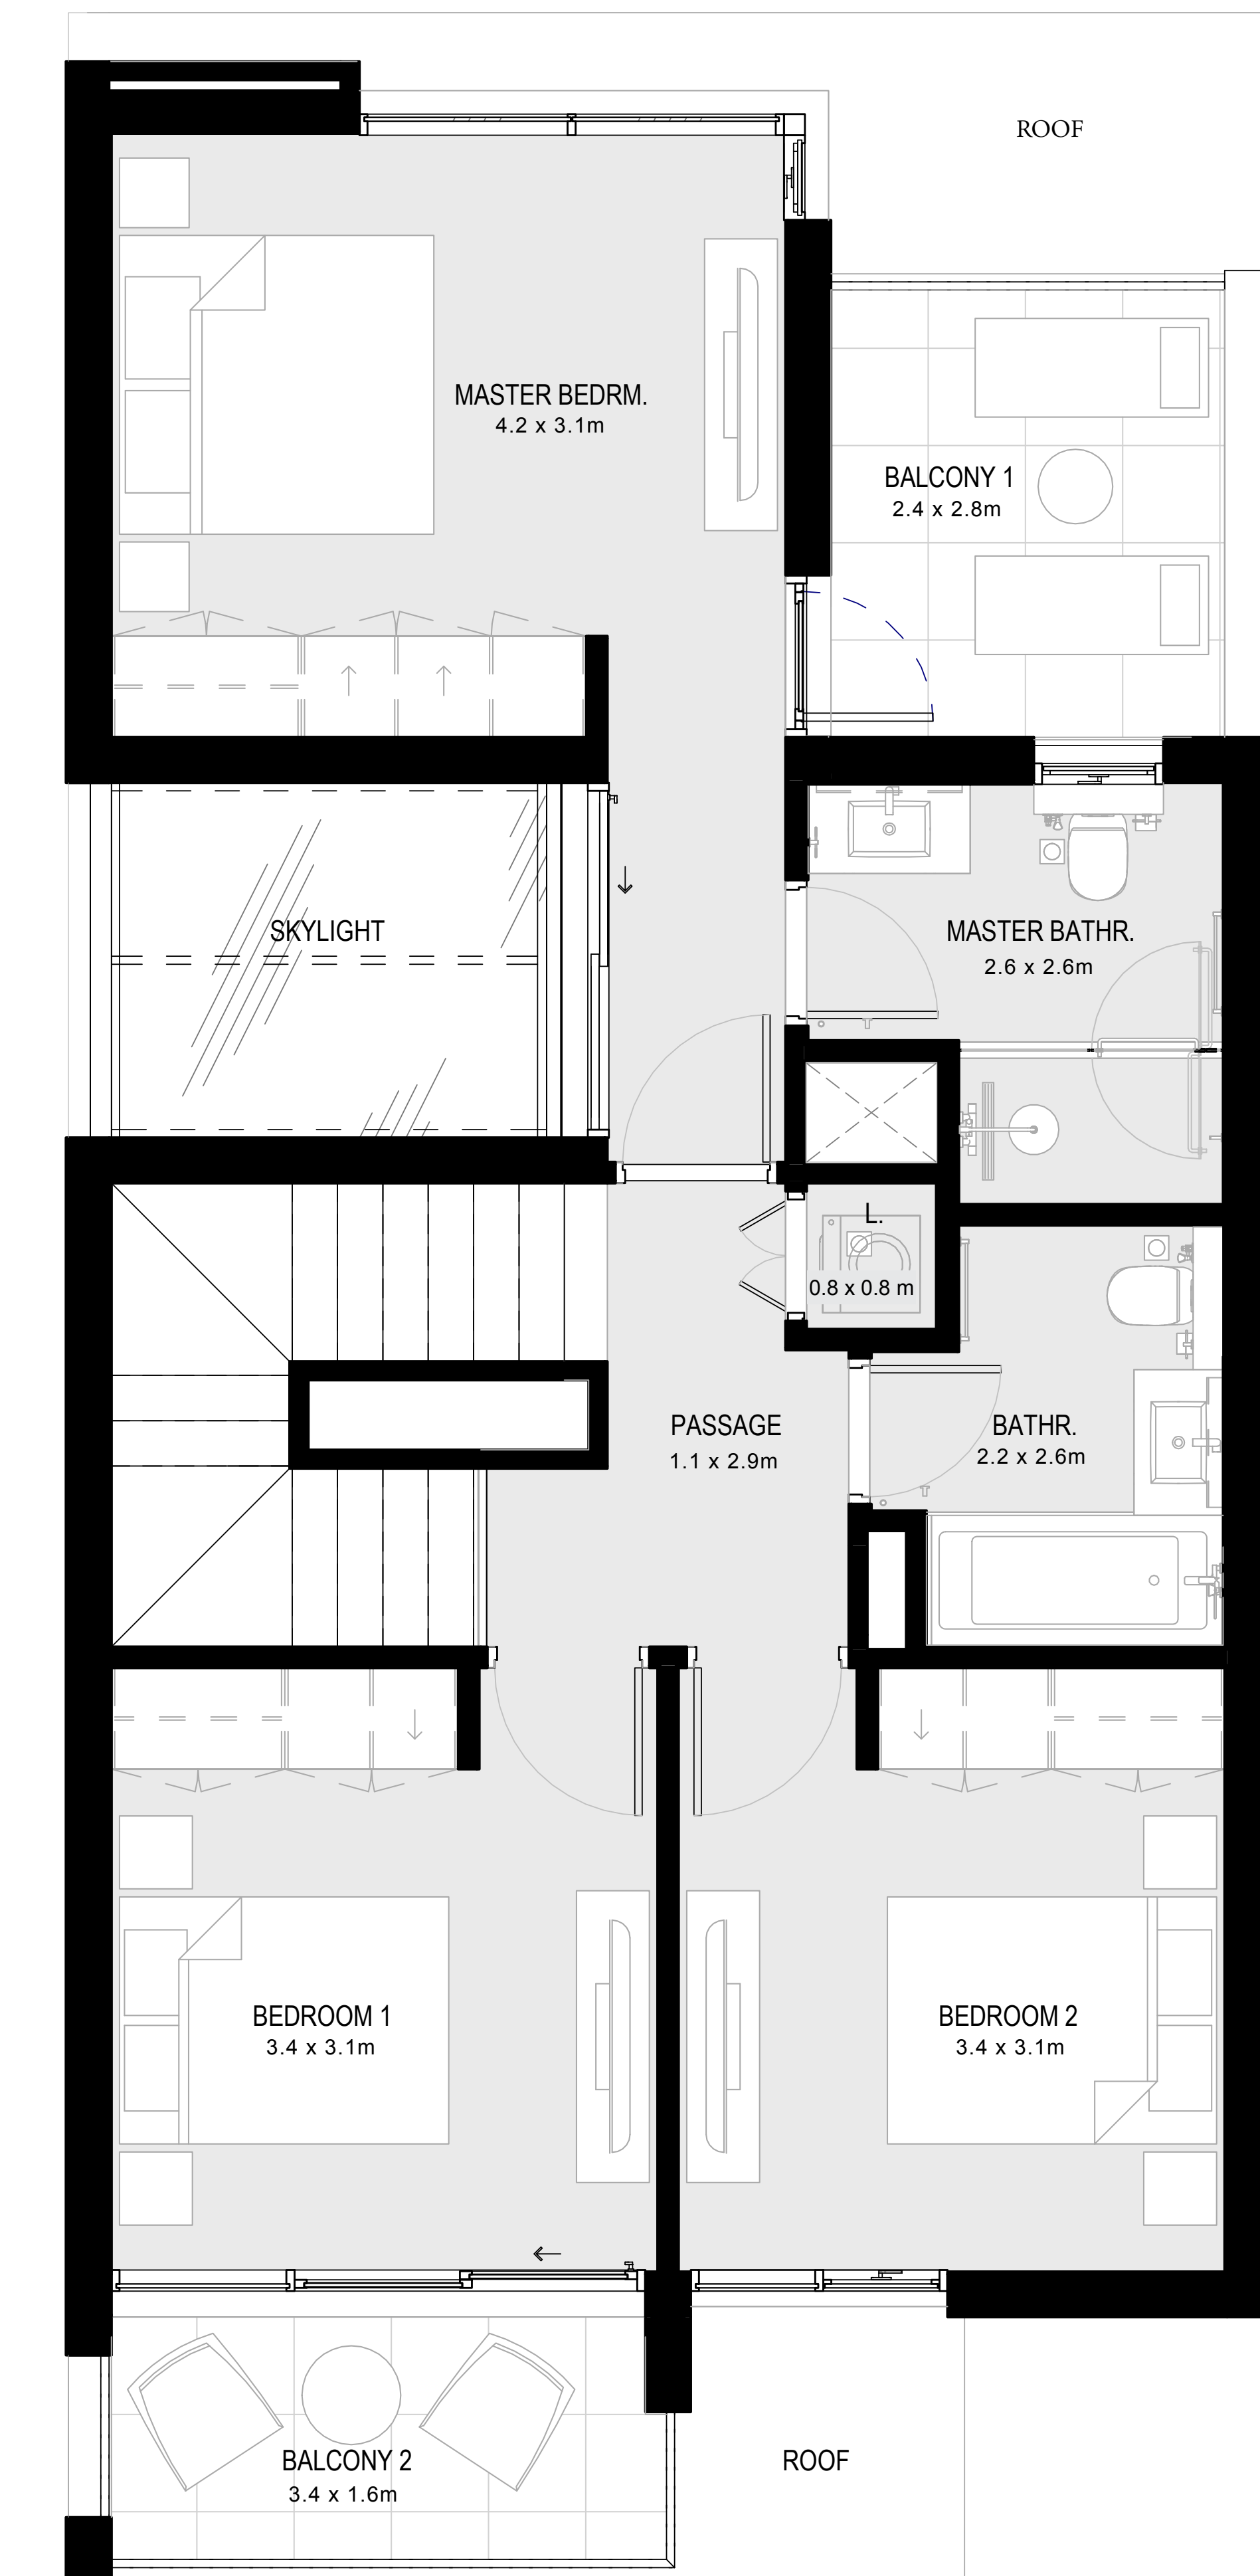 ROOF
MASTER BEDRM.
4.2 x 3.1m
BALCONY 1
2.4 x 2.8m
SKYLIGHT
MASTER BATHR.
2.6 x 2.6m
L.
0.8 x 0.8 m
PASSAGE
1.1 x 2.9m
BATHR.
2.2 x 2.6m
BEDROOM 1
3.4 x 3.1m
BEDROOM 2
3.4 x 3.1m
BALCONY 2
3.4 x 1.6m
ROOF